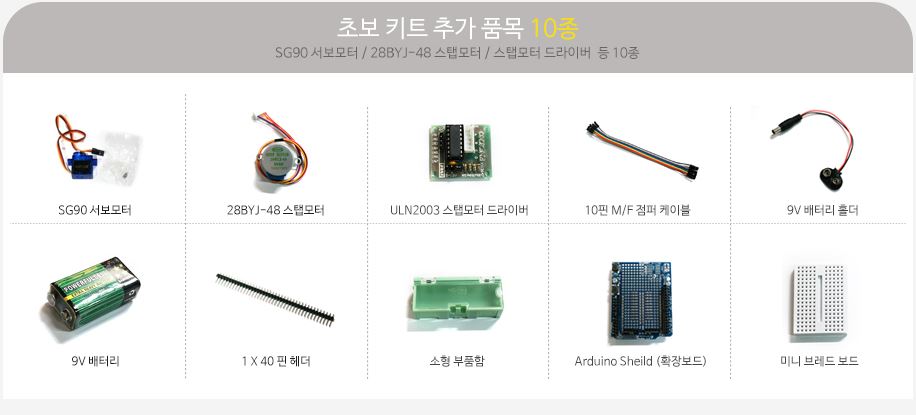 초보 키트 추가 품목 10종
SG90 서보모터 / 28BYJ-48 스탭모터 / 스탭모터 드라이버 등 10종
SG90 서보모터
28BYJ-48 스탭모터
ULN2003 스탭모터 드라이버
10핀 M/F 점퍼 케이블
9V 배터리 홀더
9V 배터리
1 X 40 핀 헤더
소형 부품함
Arduino Sheild (확장보드)
미니 브레드 보드